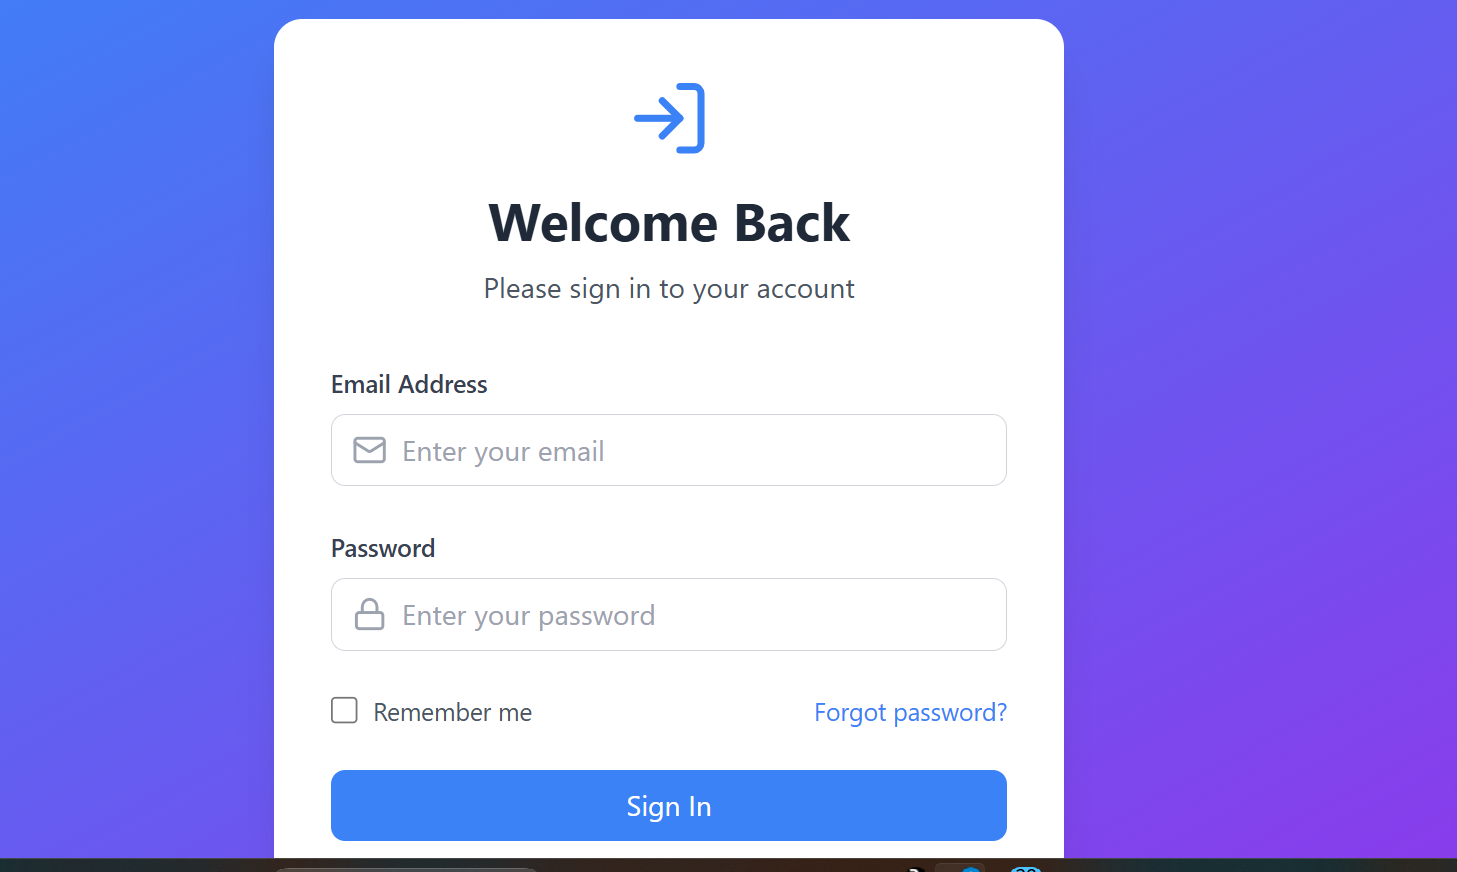 Welcome Back
Please sign in to your account
Email Address
Enter your email
Password
Enter your password
Remember me
Forgot password?
Sign In